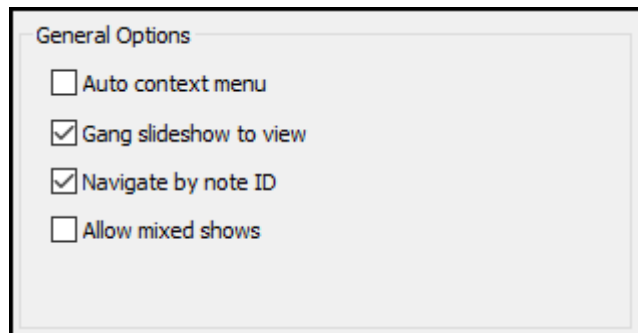 General Options
Auto context menu
Gang slideshow to view
Navigate by note ID
Allow mixed shows